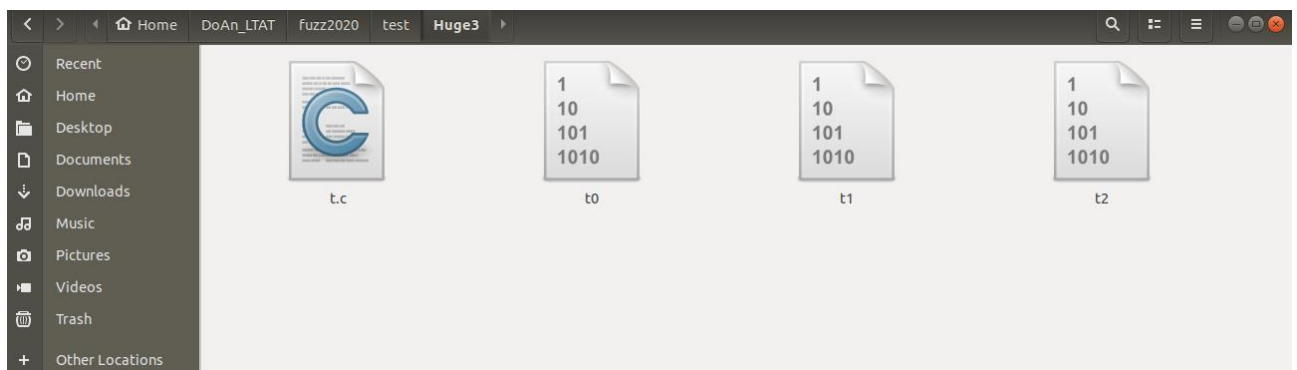 Home DoAn_LTAT fuzz2020 test Huge3
Recent
Home
Desktop
Documents
Downloads
Music
Pictures
Videos
Trash
Other Locations
1
10
101
1010
1
10
101
1010
1
10
101
1010
t.c t0 t1 t2